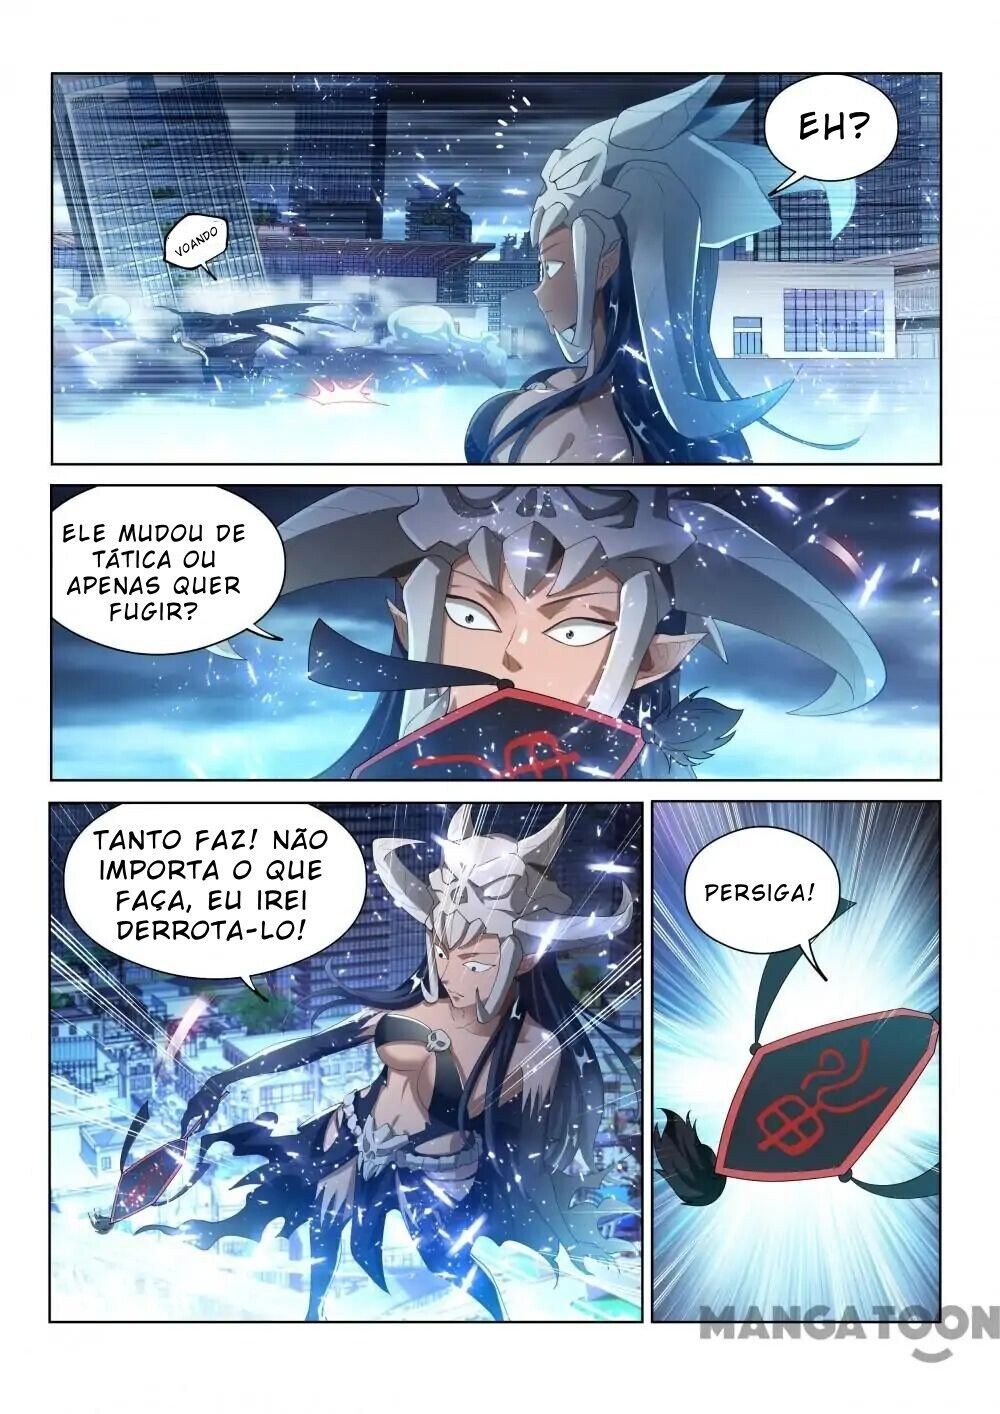 EH?
VOANDO
ELE MUDOU DE
TÁTICA OU
APENAS QUER
FUGIR?
TANTO FAZ! NÃO
IMPORTA O QUE
FAÇA, EU IREI
DERROTA-LO!
PERSIGA!
MANGATOON